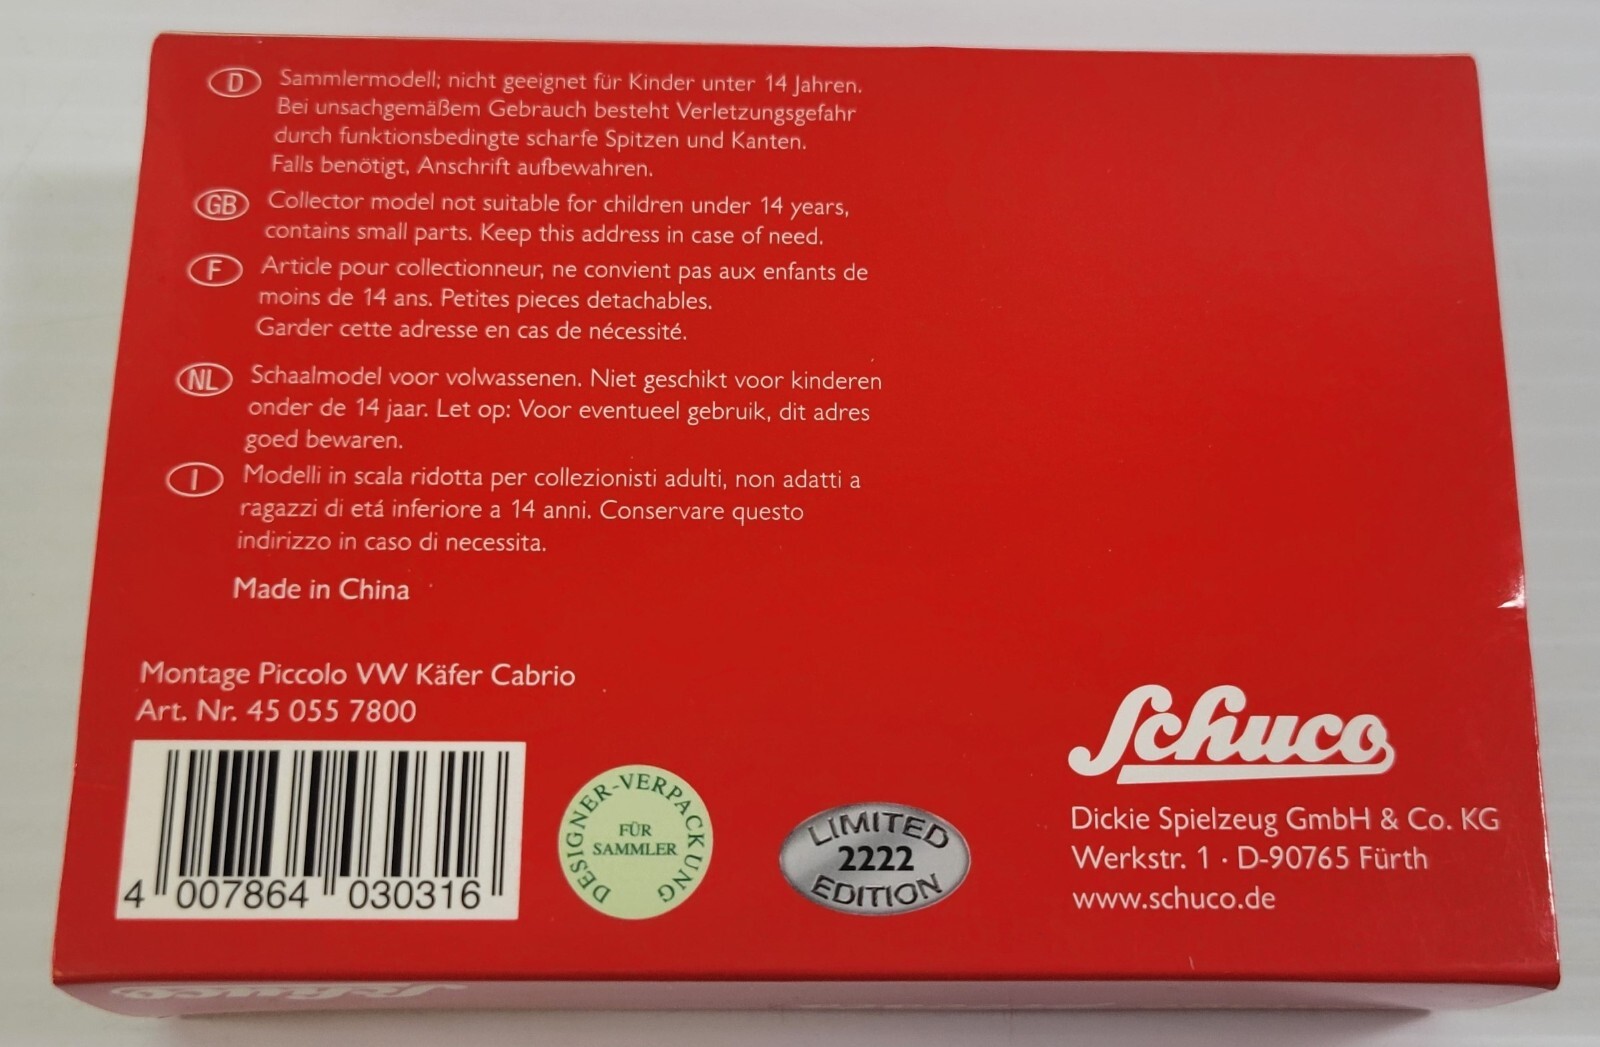 D Sammlermodell; nicht geeignet für Kinder unter 14 Jahren.
Bei unsachgemäßem Gebrauch besteht Verletzungsgefahr
durch funktionsbedingte scharfe Spitzen und Kanten.
Falls benötigt, Anschrift aufbewahren.
GB Collector model not suitable for children under 14 years,
contains small parts. Keep this address in case of need.
F Article pour collectionneur, ne convient pas aux enfants de
moins de 14 ans. Petites pieces detachables.
Garder cette adresse en cas de nécessité.
NL Schaalmodel voor volwassenen. Niet geschikt voor kinderen
onder de 14 jaar. Let op: Voor eventueel gebruik, dit adres
goed bewaren.
I Modelli in scala ridotta per collezionisti adulti, non adatti a
ragazzi di etá inferiore a 14 anni. Conservare questo
indirizzo in caso di necessita.
Made in China
Montage Piccolo VW Käfer Cabrio
Art. Nr. 45 055 7800
4 007864 030316
DESIGNER-VERPACKUNG
FÜR
SAMMLER
LIMITED
2222
EDITION
Schuco
Dickie Spielzeug GmbH & Co. KG
Werkstr. 1 · D-90765 Fürth
www.schuco.de
Schuco